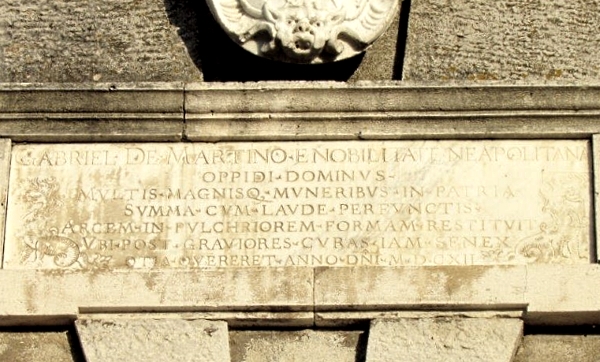 GABRIEL·DE·MARTINO·E·NOBILITATE·NEAPOLITANA
OPPIDI·DOMINVS·
MVLTIS·MAGNISQ·MVNERIBVS·IN·PATRIA
SVMMA·CVM·LAVDE·PERFVNCTIS
ARCEM·IN·PVLCHRIOREM·FORMAM·RESTITVIT
VBI·POST·GRAVIORES·CVRAS·IAM·SENEX
OTIA·QVERERET·ANNO·DNI·M·D·CXII